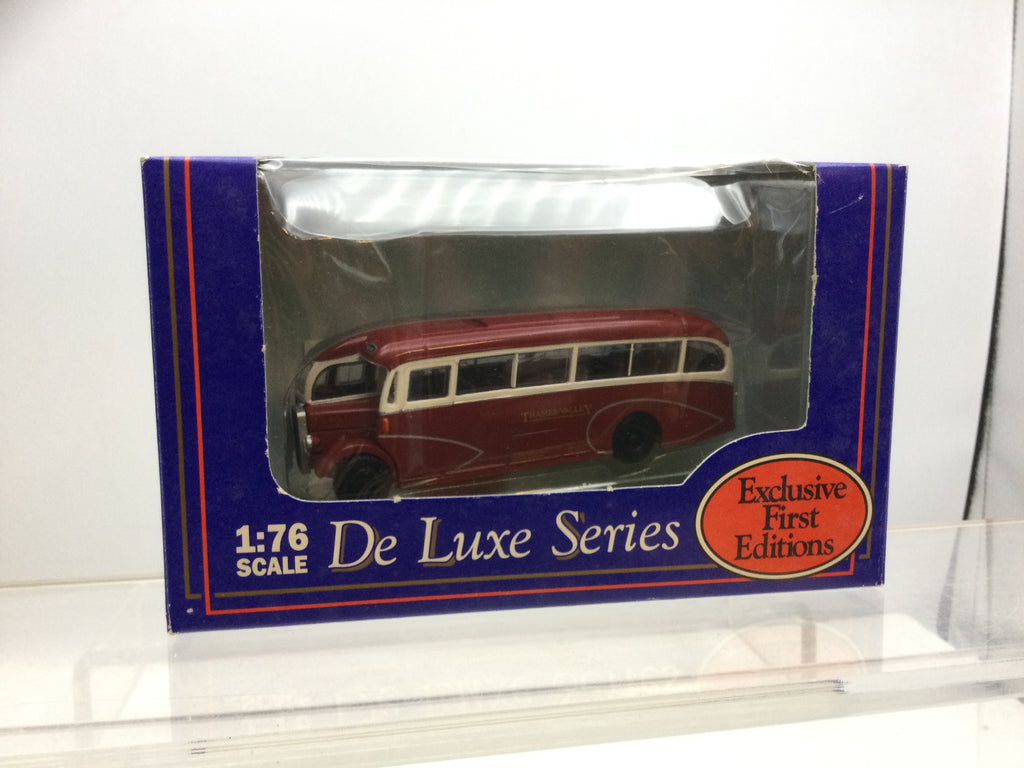 THAMES VALLEY
1:76
SCALE
De Luxe Series
Exclusive
First
Editions